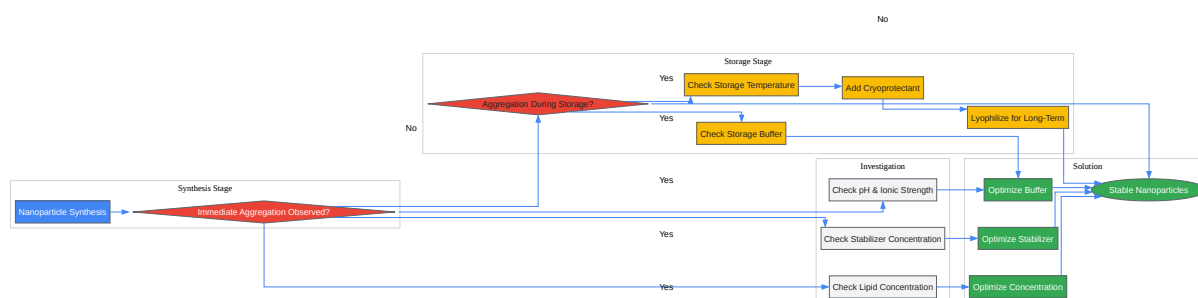 No
Storage Stage
Yes
Check Storage Temperature
Add Cryoprotectant
Aggregation During Storage?
Lyophilize for Long-Term
Yes
No
Check Storage Buffer
Investigation
Solution
Yes
Synthesis Stage
Check pH & Ionic Strength
Optimize Buffer
Stable Nanoparticles
Nanoparticle Synthesis
Immediate Aggregation Observed?
Yes
Check Stabilizer Concentration
Optimize Stabilizer
Yes
Check Lipid Concentration
Optimize Concentration